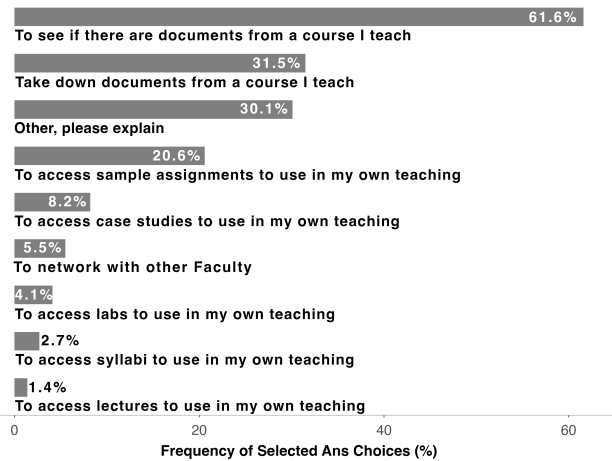 61.6%
To see if there are documents from a course I teach
31.5%
Take down documents from a course I teach
30.1%
Other, please explain
20.6%
To access sample assignments to use in my own teaching
8.2%
To access case studies to use in my own teaching
5.5%
To network with other Faculty
4.1%
To access labs to use in my own teaching
2.7%
To access syllabi to use in my own teaching
1.4%
To access lectures to use in my own teaching
0 20 40 60
Frequency of Selected Ans Choices (%)